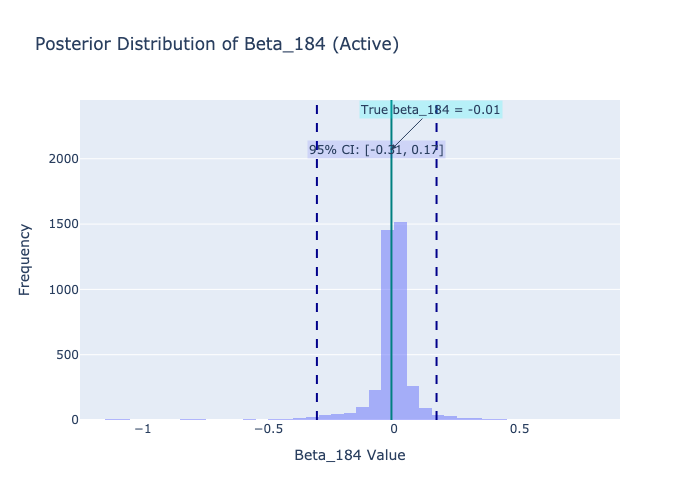 Posterior Distribution of Beta_184 (Active)
True beta_184 = -0.01
95% CI: [-0.31, 0.17]
2000
1500
1000
500
0
Frequency
−1
−0.5
0
0.5
Beta_184 Value